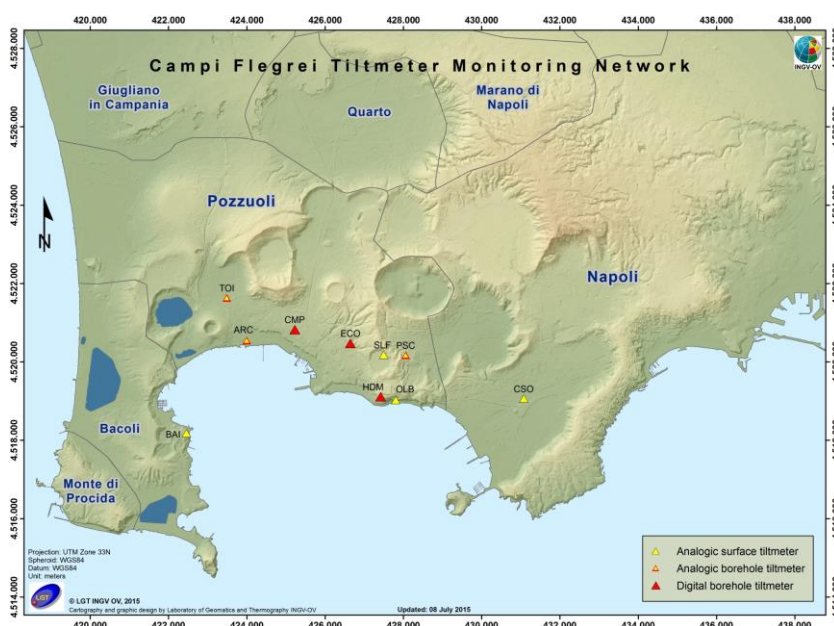 420.000 422.000 424.000 426.000 428.000 430.000 432.000 434.000 436.000 438.000
Campi Flegrei Tiltmeter Monitoring Network
INGV-OV
4.528.000
4.526.000
4.524.000
4.522.000
4.520.000
4.518.000
4.516.000
4.514.000
Giugliano
in Campania
Quarto
Marano di
Napoli
Pozzuoli
N
Napoli
TOI
ARC
CMP
ECO
SLF PSC
HDM OLB
CSO
BAI
Bacoli
Monte di
Procida
Analogic surface tiltmeter
Analogic borehole tiltmeter
Digital borehole tiltmeter
Projection: UTM Zone 33N
Spheroid: WGS84
Datum: WGS84
Unit: meters
LGT
© LGT INGV OV, 2015
Cartography and graphic design by Laboratory of Geomatics and Thermography INGV-OV
Updated: 08 July 2015
420.000 422.000 424.000 426.000 428.000 430.000 432.000 434.000 436.000 438.000